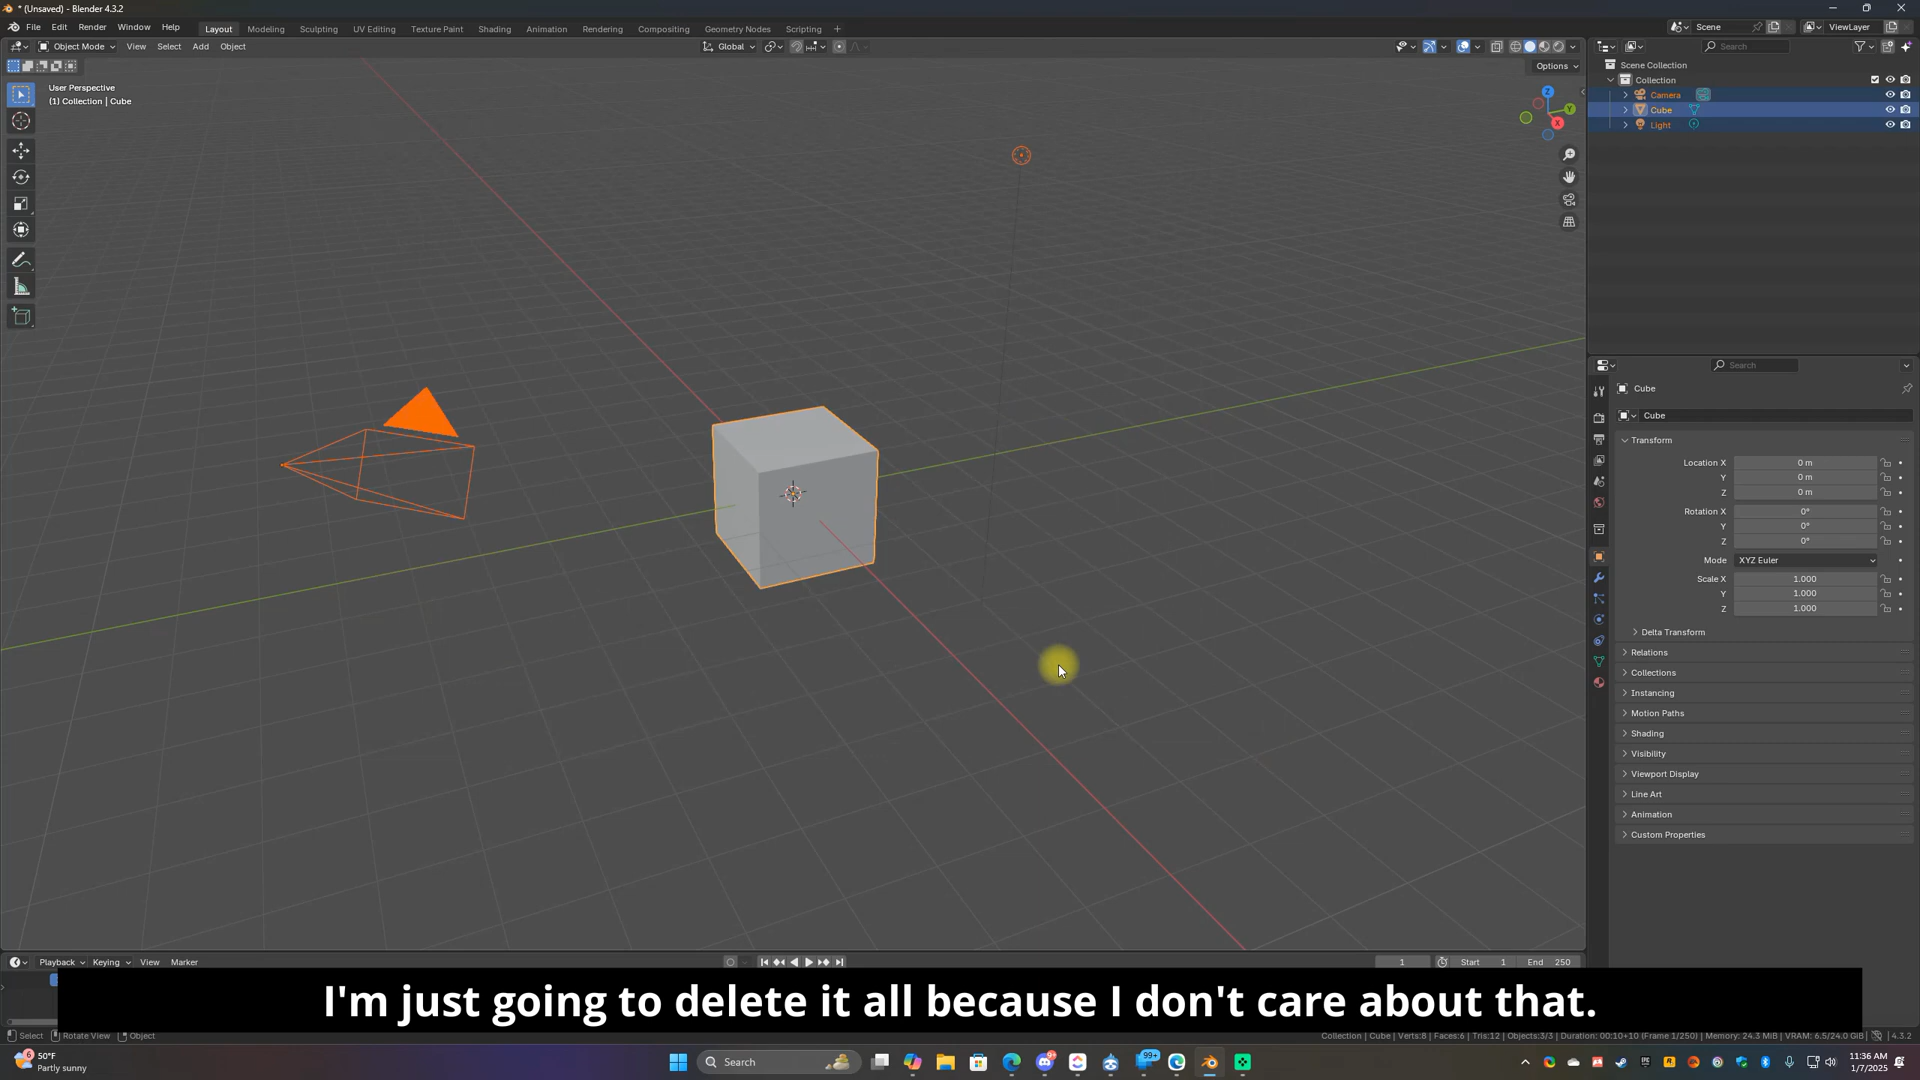 * (Unsaved) - Blender 4.3.2
File Edit Render Window Help Layout Modeling Sculpting UV Editing Texture Paint Shading Animation Rendering Compositing Geometry Nodes Scripting + Scene ViewLayer
Object Mode View Select Add Object Global Search
Options
User Perspective
(1) Collection | Cube
Z
Y
X
Scene Collection
Collection
Camera
Cube
Light
Search
Cube
Cube
Transform
Location X 0 m
Y 0 m
Z 0 m
Rotation X 0°
Y 0°
Z 0°
Mode XYZ Euler
Scale X 1.000
Y 1.000
Z 1.000
Delta Transform
Relations
Collections
Instancing
Motion Paths
Shading
Visibility
Viewport Display
Line Art
Animation
Custom Properties
Playback Keying View Marker 1 Start 1 End 250
I'm just going to delete it all because I don't care about that.
Select Rotate View Object Collection | Cube | Verts:8 | Faces:6 | Tris:12 | Objects:3/3 | Duration: 00:10+10 (Frame 1/250) | Memory: 24.3 MiB | VRAM: 6.5/24.0 GiB | 4.3.2
50°F
Partly sunny
Search
99+
11:36 AM
1/7/2025